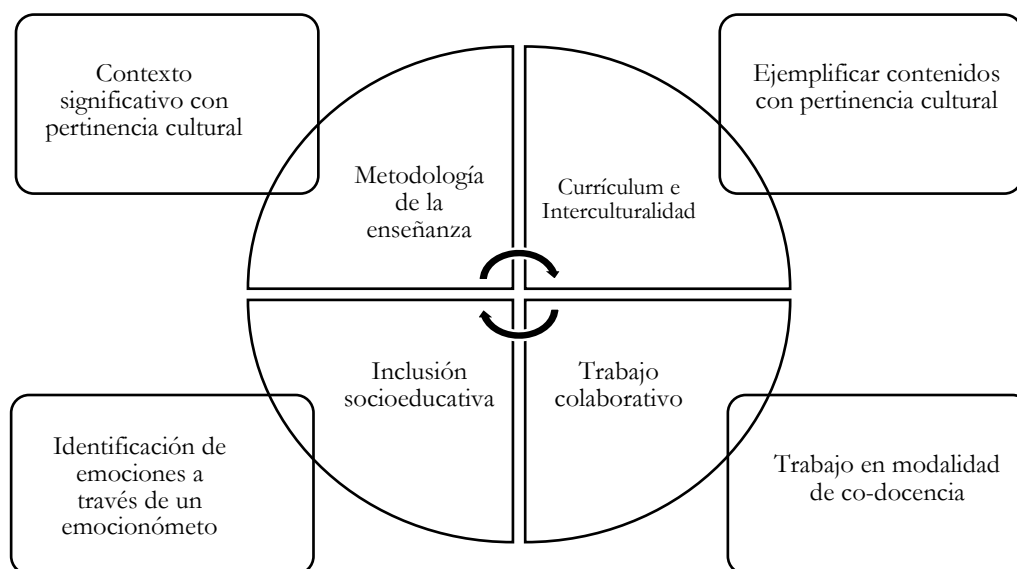 Contexto
significativo con
pertinencia cultural
Ejemplificar contenidos
con pertinencia cultural
Metodología
de la
enseñanza
Currículum e
Interculturalidad
Inclusión
socioeducativa
Trabajo
colaborativo
Identificación de
emociones a
través de un
emocionómeto
Trabajo en modalidad
de co-docencia